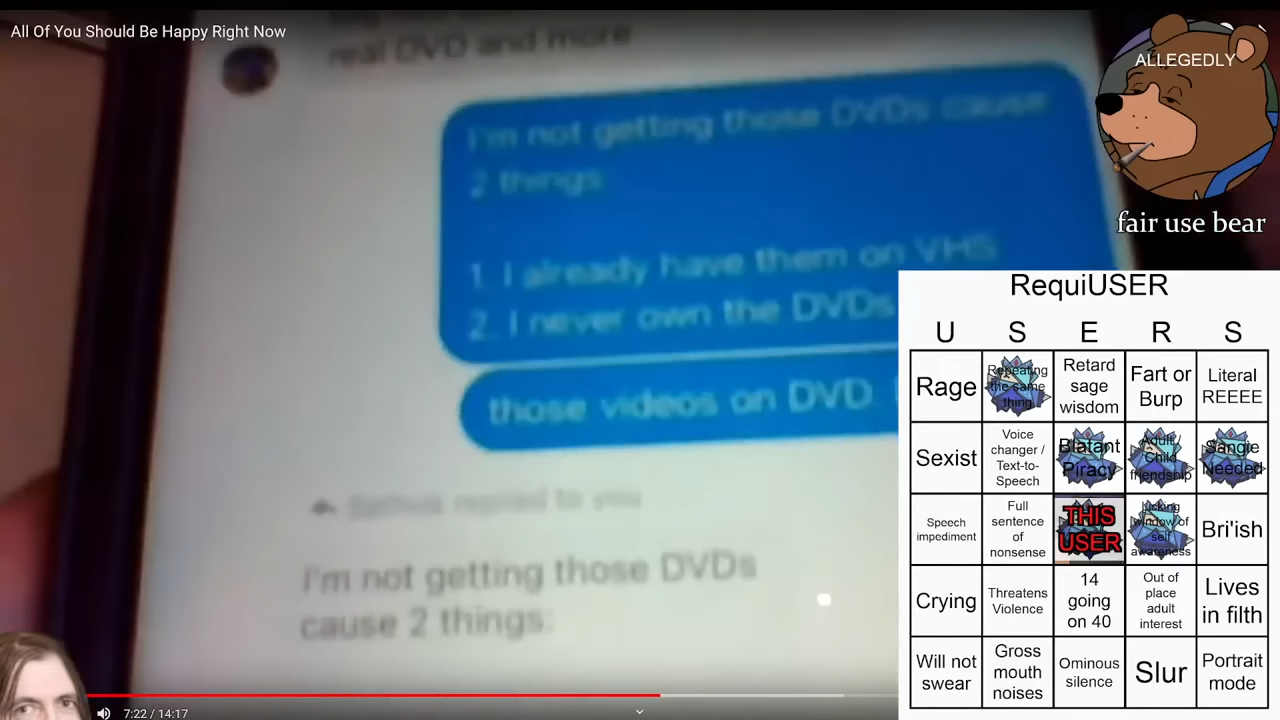 All Of You Should Be Happy Right Now
real DVD and more
I'm not getting those DVDs cause
2 things:
1. I already have them on VHS
2. I never own the DVDs
those videos on DVD.
replied to you
I'm not getting those DVDs
cause 2 things:
7:22 / 14:17
ALLEGEDLY
fair use bear
RequiUSER
U S E R S
Rage
Repeating
the same
thing
Retard
sage
wisdom
Fart or
Burp
Literal
REEEE
Sexist
Voice
changer /
Text-to-
Speech
Blatant
Piracy
Adult /
Child
friendship
Sangie
Needed
Speech
impediment
Full
sentence
of
nonsense
THIS
USER
window of
self
awareness
Bri'ish
Crying
Threatens
Violence
14
going
on 40
Out of
place
adult
interest
Lives
in filth
Will not
swear
Gross
mouth
noises
Ominous
silence
Slur
Portrait
mode